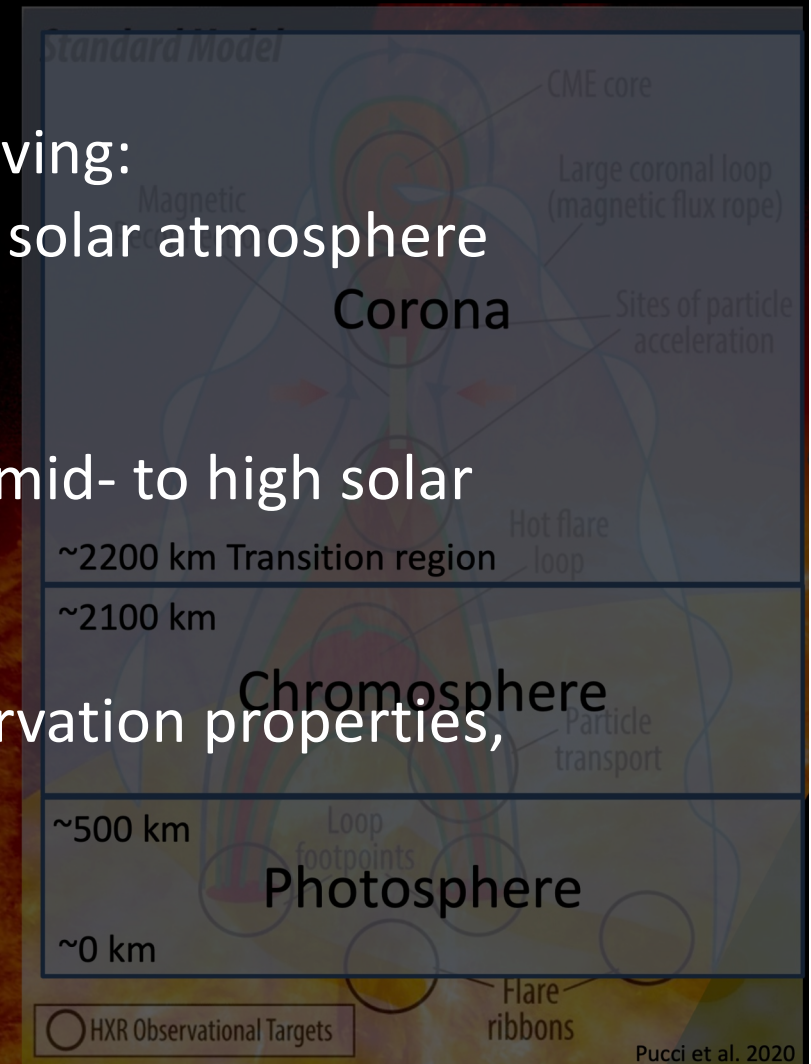 Standard Model
CME core
ving:
Large coronal loop
(magnetic flux rope)
Magnetic
solar atmosphere
Corona
Sites of particle
acceleration
mid- to high solar
Hot flare
loop
~2200 km Transition region
~2100 km
Chromosphere
rvation properties,
Particle
transport
~500 km
Loop
footpoints
Photosphere
~0 km
Flare
ribbons
HXR Observational Targets
Pucci et al. 2020